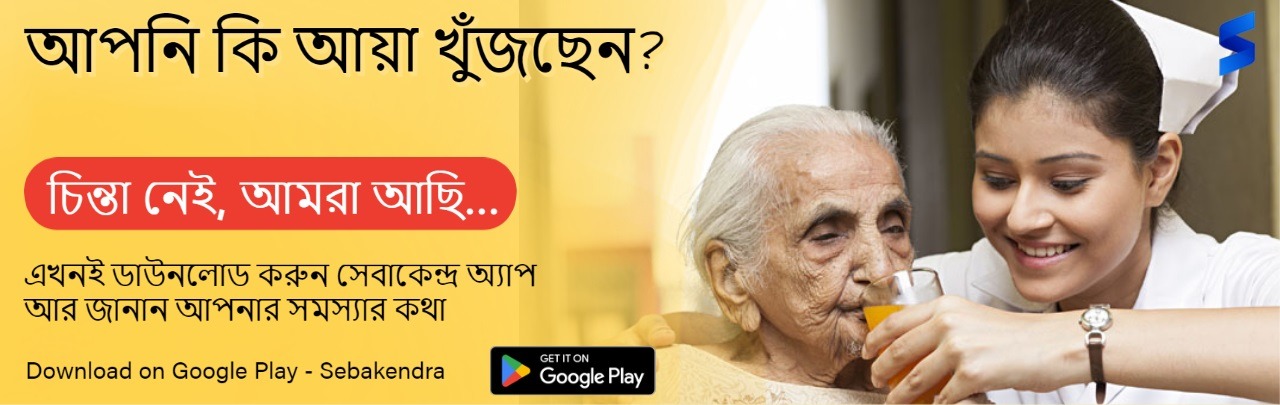 আপনি কি আয়া খুঁজছেন?
চিন্তা নেই, আমরা আছি...
এখনই ডাউনলোড করুন সেবাকেন্দ্র অ্যাপ
আর জানান আপনার সমস্যার কথা
Download on Google Play - Sebakendra
GET IT ON
Google Play